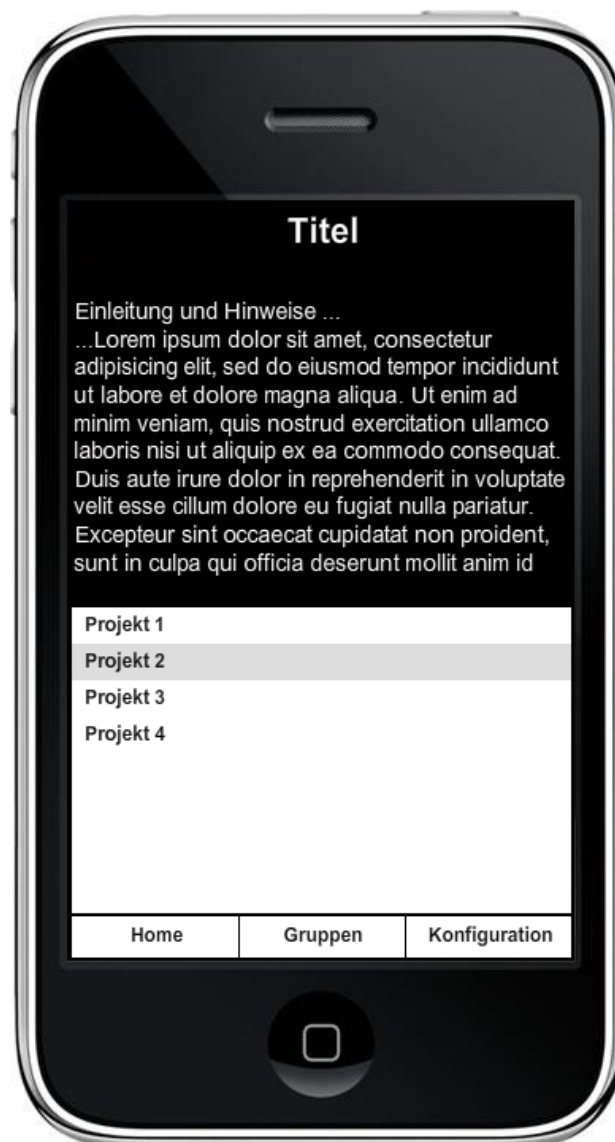 Titel
Einleitung und Hinweise ...
...Lorem ipsum dolor sit amet, consectetur
adipisicing elit, sed do eiusmod tempor incididunt
ut labore et dolore magna aliqua. Ut enim ad
minim veniam, quis nostrud exercitation ullamco
laboris nisi ut aliquip ex ea commodo consequat.
Duis aute irure dolor in reprehenderit in voluptate
velit esse cillum dolore eu fugiat nulla pariatur.
Excepteur sint occaecat cupidatat non proident,
sunt in culpa qui officia deserunt mollit anim id
Projekt 1
Projekt 2
Projekt 3
Projekt 4
Home Gruppen Konfiguration